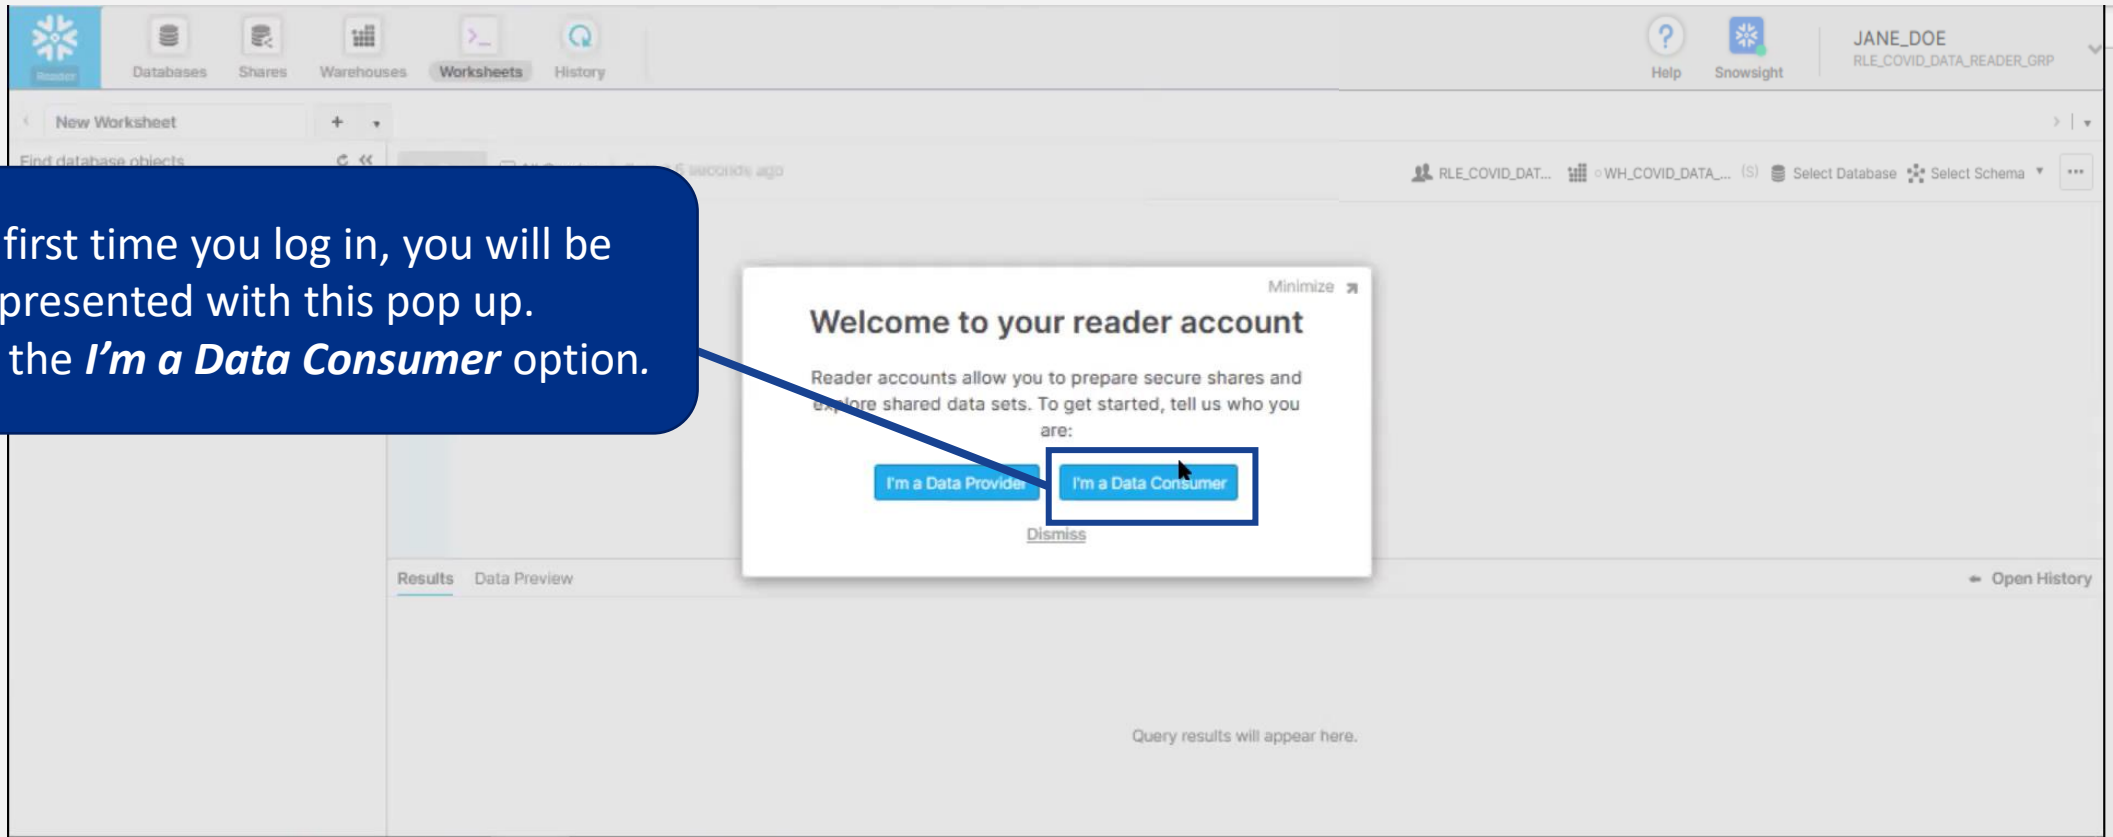 Reader
Databases
Shares
Warehouses
Worksheets
History
Help
Snowsight
JANE_DOE
RLE_COVID_DATA_READER_GRP
New Worksheet
Find database objects
seconds ago
RLE_COVID_DAT...
WH_COVID_DATA_... (S)
Select Database
Select Schema
first time you log in, you will be
presented with this pop up.
the I'm a Data Consumer option.
Minimize
Welcome to your reader account
Reader accounts allow you to prepare secure shares and
explore shared data sets. To get started, tell us who you
are:
I'm a Data Provider
I'm a Data Consumer
Dismiss
Results
Data Preview
Open History
Query results will appear here.